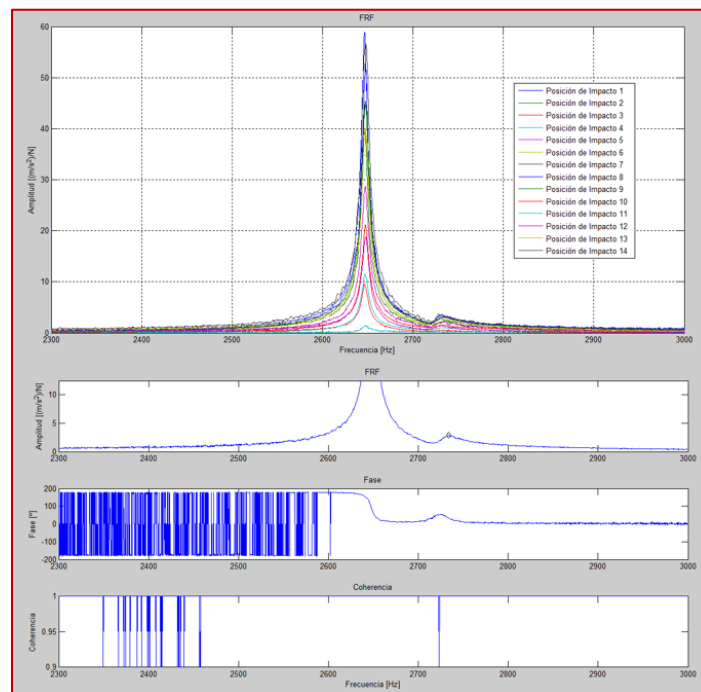 FRF
60
50
40
30
20
10
0
Amplitud [(m/s²)/N]
2300 2400 2500 2600 2700 2800 2900 3000
Frecuencia [Hz]
Posición de Impacto 1
Posición de Impacto 2
Posición de Impacto 3
Posición de Impacto 4
Posición de Impacto 5
Posición de Impacto 6
Posición de Impacto 7
Posición de Impacto 8
Posición de Impacto 9
Posición de Impacto 10
Posición de Impacto 11
Posición de Impacto 12
Posición de Impacto 13
Posición de Impacto 14
FRF
10
5
0
Amplitud [(m/s²)/N]
2300 2400 2500 2600 2700 2800 2900 3000
Fase
200
100
0
-100
-200
Fase [º]
2300 2400 2500 2600 2700 2800 2900 3000
Coherencia
1
0.95
0.9
Coherencia
2300 2400 2500 2600 2700 2800 2900 3000
Frecuencia [Hz]